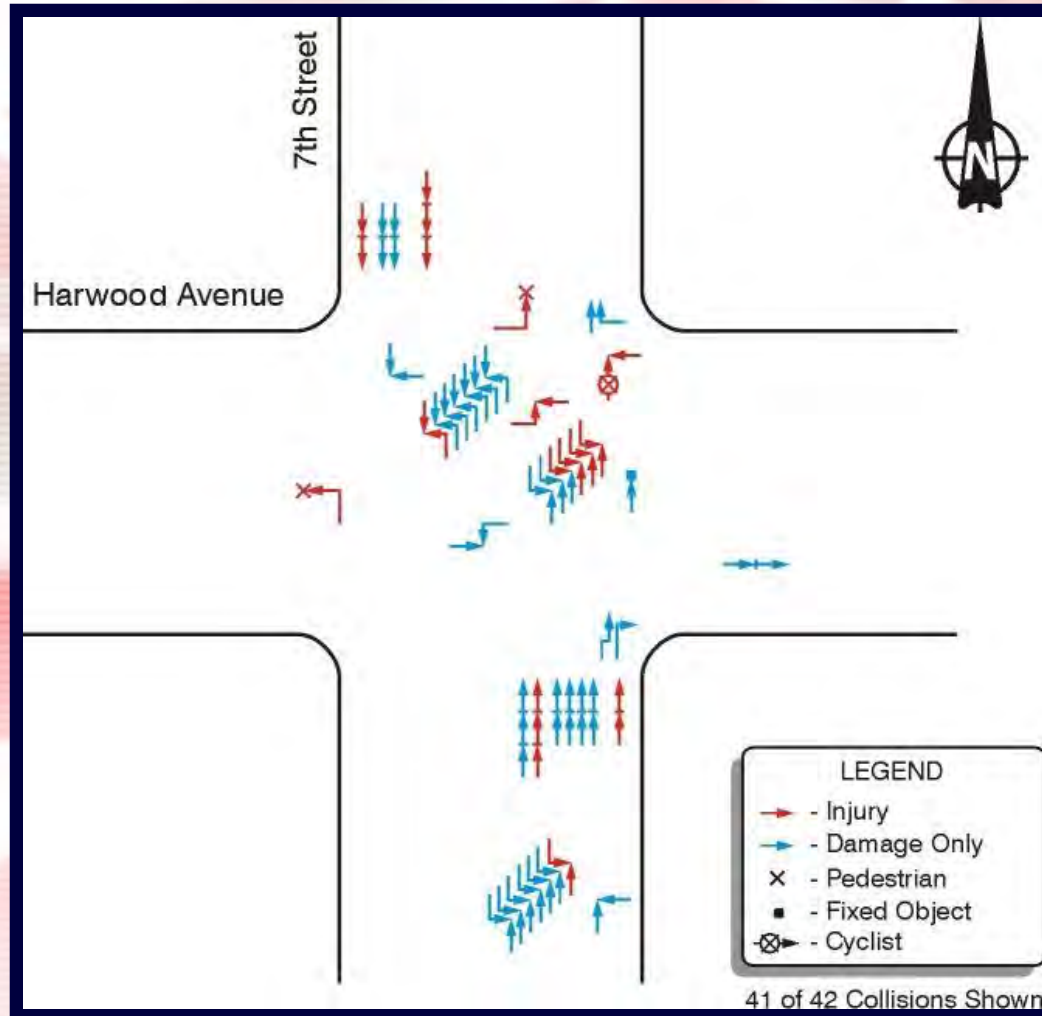 7th Street
N
Harwood Avenue
LEGEND
- Injury
- Damage Only
- Pedestrian
- Fixed Object
- Cyclist
41 of 42 Collisions Shown